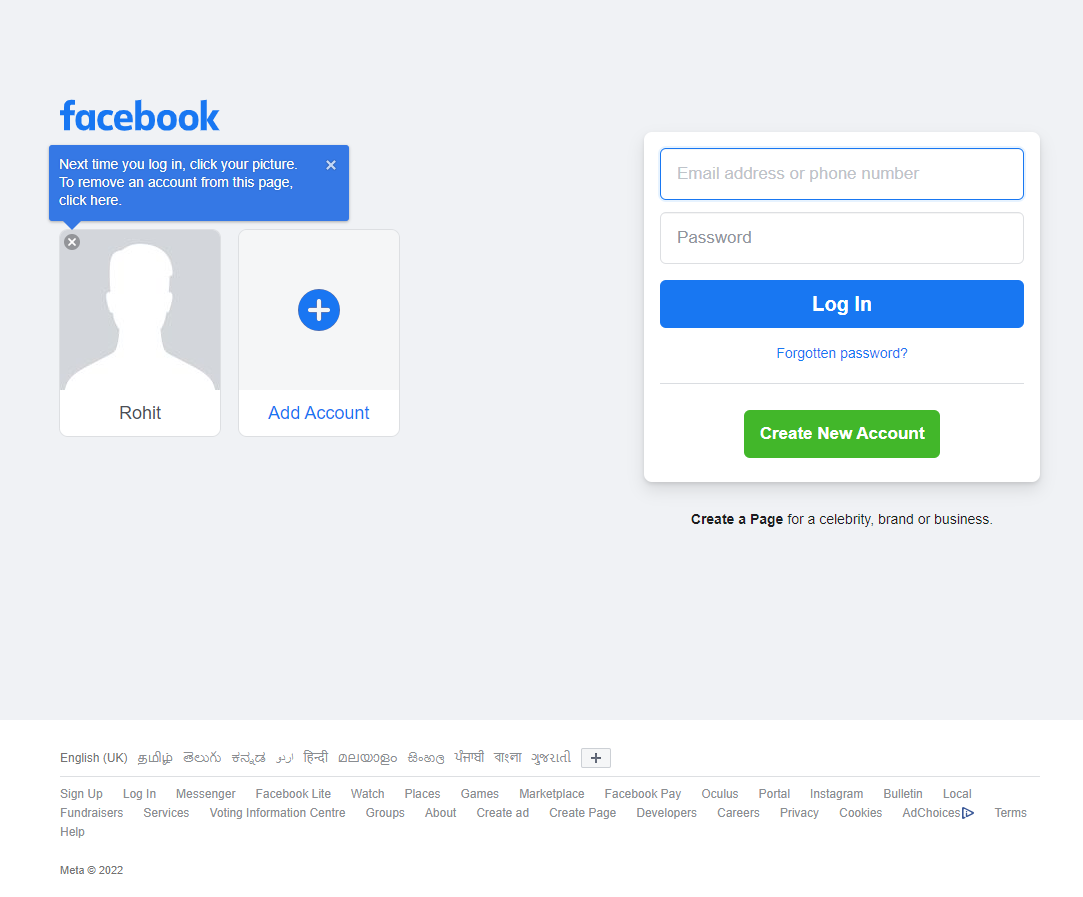 facebook
Next time you log in, click your picture.
To remove an account from this page,
click here.
Rohit
Add Account
Email address or phone number
Password
Log In
Forgotten password?
Create New Account
Create a Page for a celebrity, brand or business.
English (UK) தமிழ் తెలుగు ಕನ್ನಡ اردو हिन्दी മലയാളം සිංහල ਪੰਜਾਬੀ বাংলা ગુજરાતી
Sign Up Log In Messenger Facebook Lite Watch Places Games Marketplace Facebook Pay Oculus Portal Instagram Bulletin Local
Fundraisers Services Voting Information Centre Groups About Create ad Create Page Developers Careers Privacy Cookies AdChoices Terms
Help
Meta © 2022